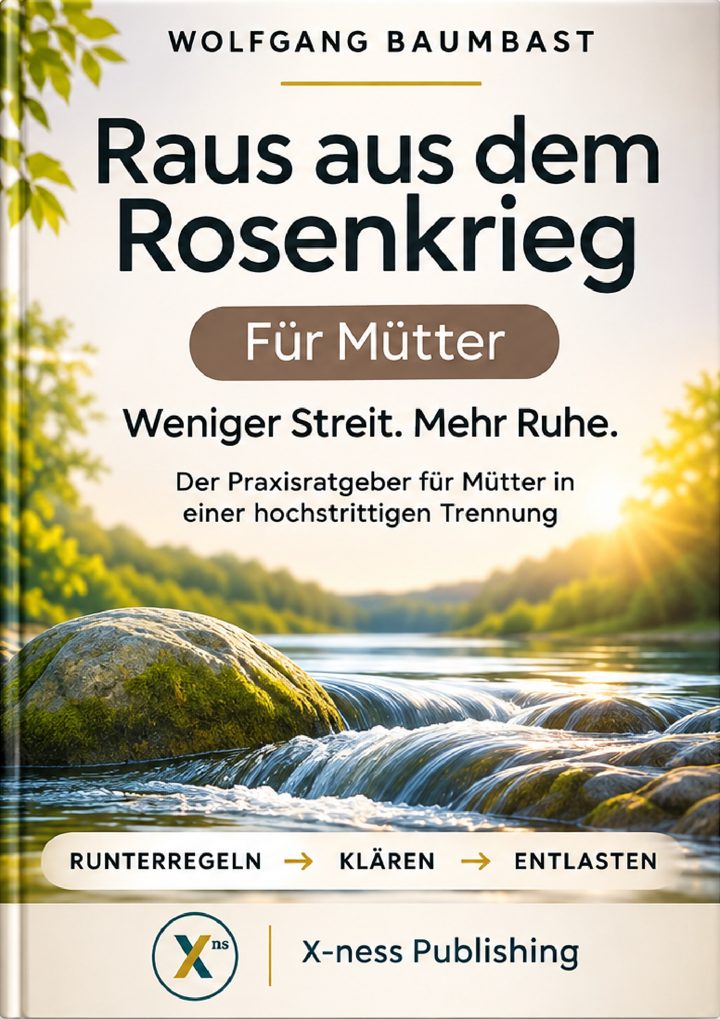 WOLFGANG BAUMBAST
Raus aus dem
Rosenkrieg
Für Mütter
Weniger Streit. Mehr Ruhe.
Der Praxisratgeber für Mütter in
einer hochstrittigen Trennung
RUNTERREGELN → KLÄREN → ENTLASTEN
Xns
X-ness Publishing